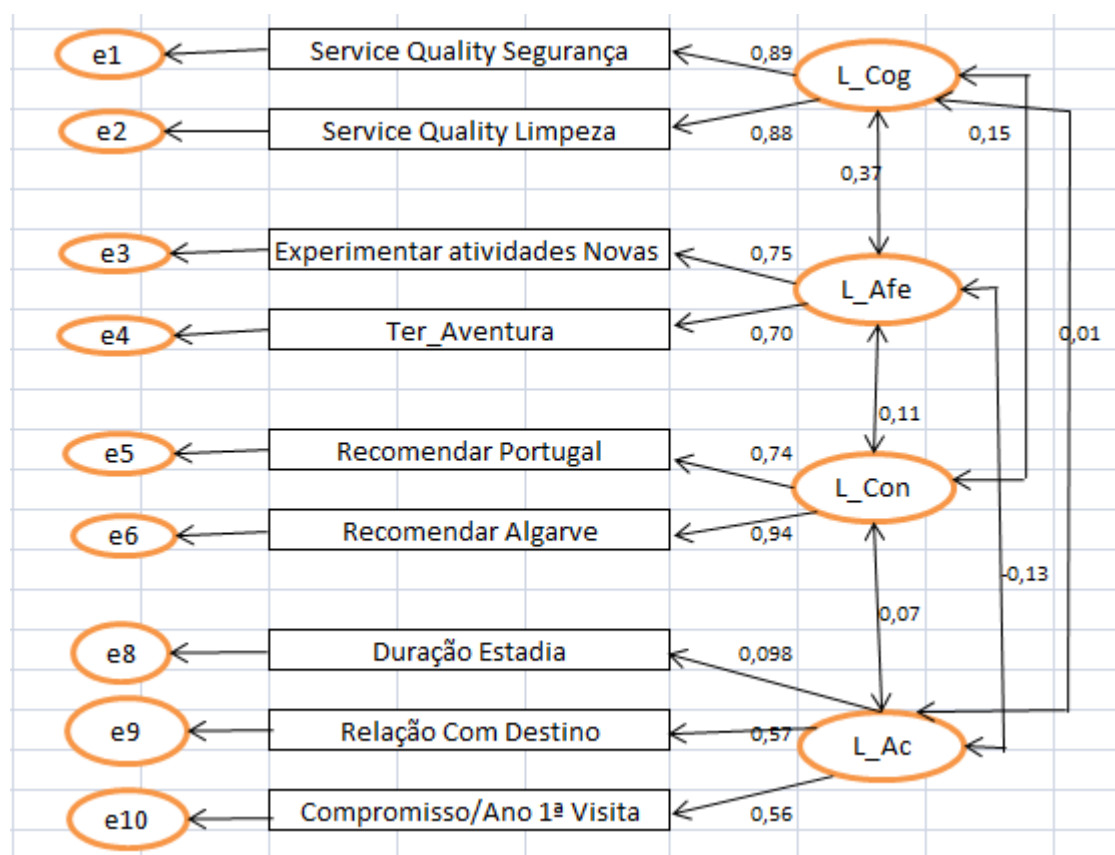 e1
Service Quality Segurança
0,89
L_Cog
e2
Service Quality Limpeza
0,88
0,15
0,37
e3
Experimentar atividades Novas
0,75
L_Afe
e4
Ter_Aventura
0,70
0,01
0,11
e5
Recomendar Portugal
0,74
L_Con
e6
Recomendar Algarve
0,94
-0,13
0,07
e8
Duração Estadia
0,098
e9
Relação Com Destino
0,57
L_Ac
e10
Compromisso/Ano 1ª Visita
0,56